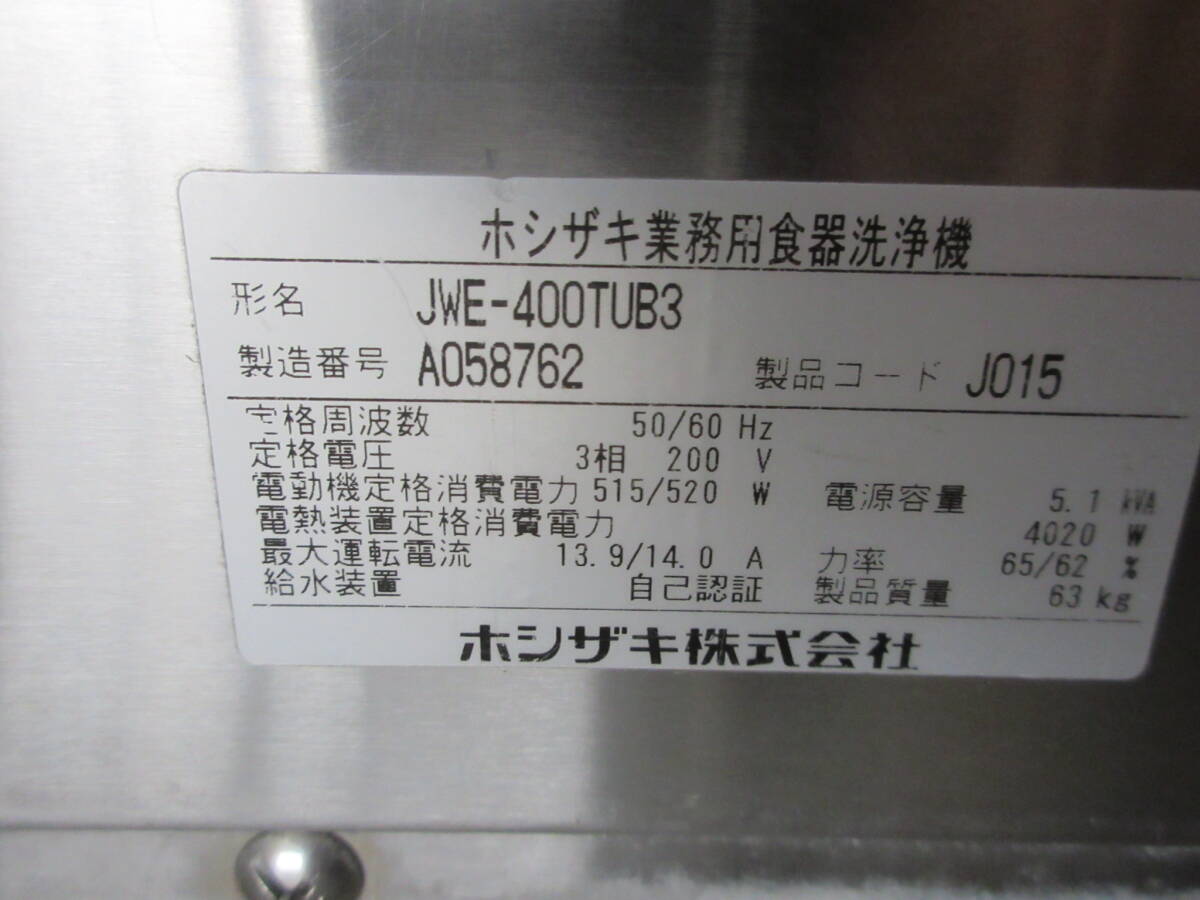 ホシザキ業務用食器洗浄機
形名 JWE-400TUB3
製造番号 A058762 製品コード J015
定格周波数 50/60 Hz
定格電圧 3相 200 V
電動機定格消費電力 515/520 W 電源容量 5.1 kVA
電熱装置定格消費電力 4020 W
最大運転電流 13.9/14.0 A 力率 65/62 %
給水装置 自己認証 製品質量 63 kg
ホシザキ株式会社